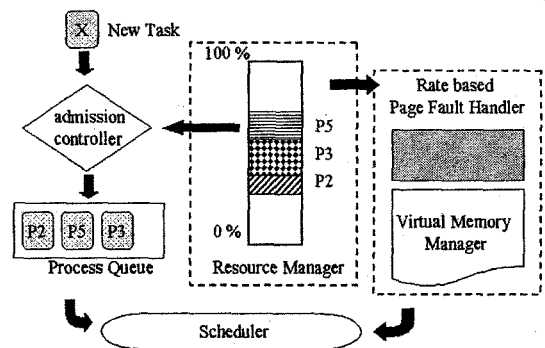 X
New Task
100 %
Rate based
Page Fault Handler
admission
controller
P5
P3
P2
0 %
Virtual Memory
Manager
P2 P5 P3
Process Queue
Resource Manager
Scheduler